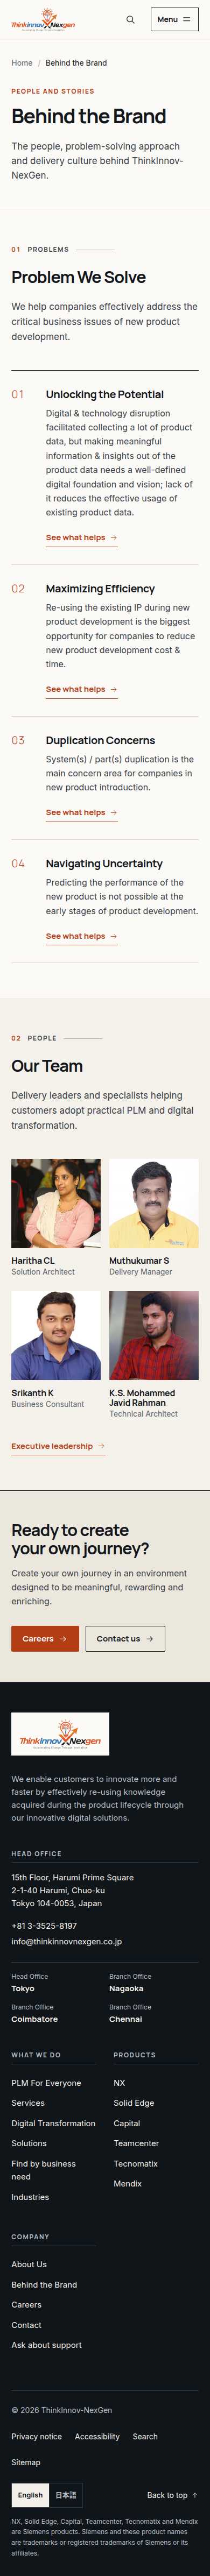 ThinkinnovNexgen
Menu
Home / Behind the Brand
PEOPLE AND STORIES
Behind the Brand
The people, problem-solving approach
and delivery culture behind ThinkInnov-
NexGen.
01 PROBLEMS
Problem We Solve
We help companies effectively address the
critical business issues of new product
development.
01
Unlocking the Potential
Digital & technology disruption
facilitated collecting a lot of product
data, but making meaningful
information & insights out of the
product data needs a well-defined
digital foundation and vision; lack of
it reduces the effective usage of
existing product data.
See what helps →
02
Maximizing Efficiency
Re-using the existing IP during new
product development is the biggest
opportunity for companies to reduce
new product development cost &
time.
See what helps →
03
Duplication Concerns
System(s) / part(s) duplication is the
main concern area for companies in
new product introduction.
See what helps →
04
Navigating Uncertainty
Predicting the performance of the
new product is not possible at the
early stages of product development.
See what helps →
02 PEOPLE
Our Team
Delivery leaders and specialists helping
customers adopt practical PLM and digital
transformation.
Haritha CL
Solution Architect
Muthukumar S
Delivery Manager
Srikanth K
Business Consultant
K.S. Mohammed
Javid Rahman
Technical Architect
Executive leadership →
Ready to create
your own journey?
Create your own journey in an environment
designed to be meaningful, rewarding and
enriching.
Careers →
Contact us →
ThinkinnovNexgen
We enable customers to innovate more and
faster by effectively re-using knowledge
acquired during the product lifecycle through
our innovative digital solutions.
HEAD OFFICE
15th Floor, Harumi Prime Square
2-1-40 Harumi, Chuo-ku
Tokyo 104-0053, Japan
+81 3-3525-8197
info@thinkinnovnexgen.co.jp
Head Office
Tokyo
Branch Office
Nagaoka
Branch Office
Coimbatore
Branch Office
Chennai
WHAT WE DO
PLM For Everyone
Services
Digital Transformation
Solutions
Find by business
need
Industries
PRODUCTS
NX
Solid Edge
Capital
Teamcenter
Tecnomatix
Mendix
COMPANY
About Us
Behind the Brand
Careers
Contact
Ask about support
© 2026 ThinkInnov-NexGen
Privacy notice Accessibility Search
Sitemap
English 日本語
Back to top ↑
NX, Solid Edge, Capital, Teamcenter, Tecnomatix and Mendix
are Siemens products. Siemens and these product names
are trademarks or registered trademarks of Siemens or its
affiliates.